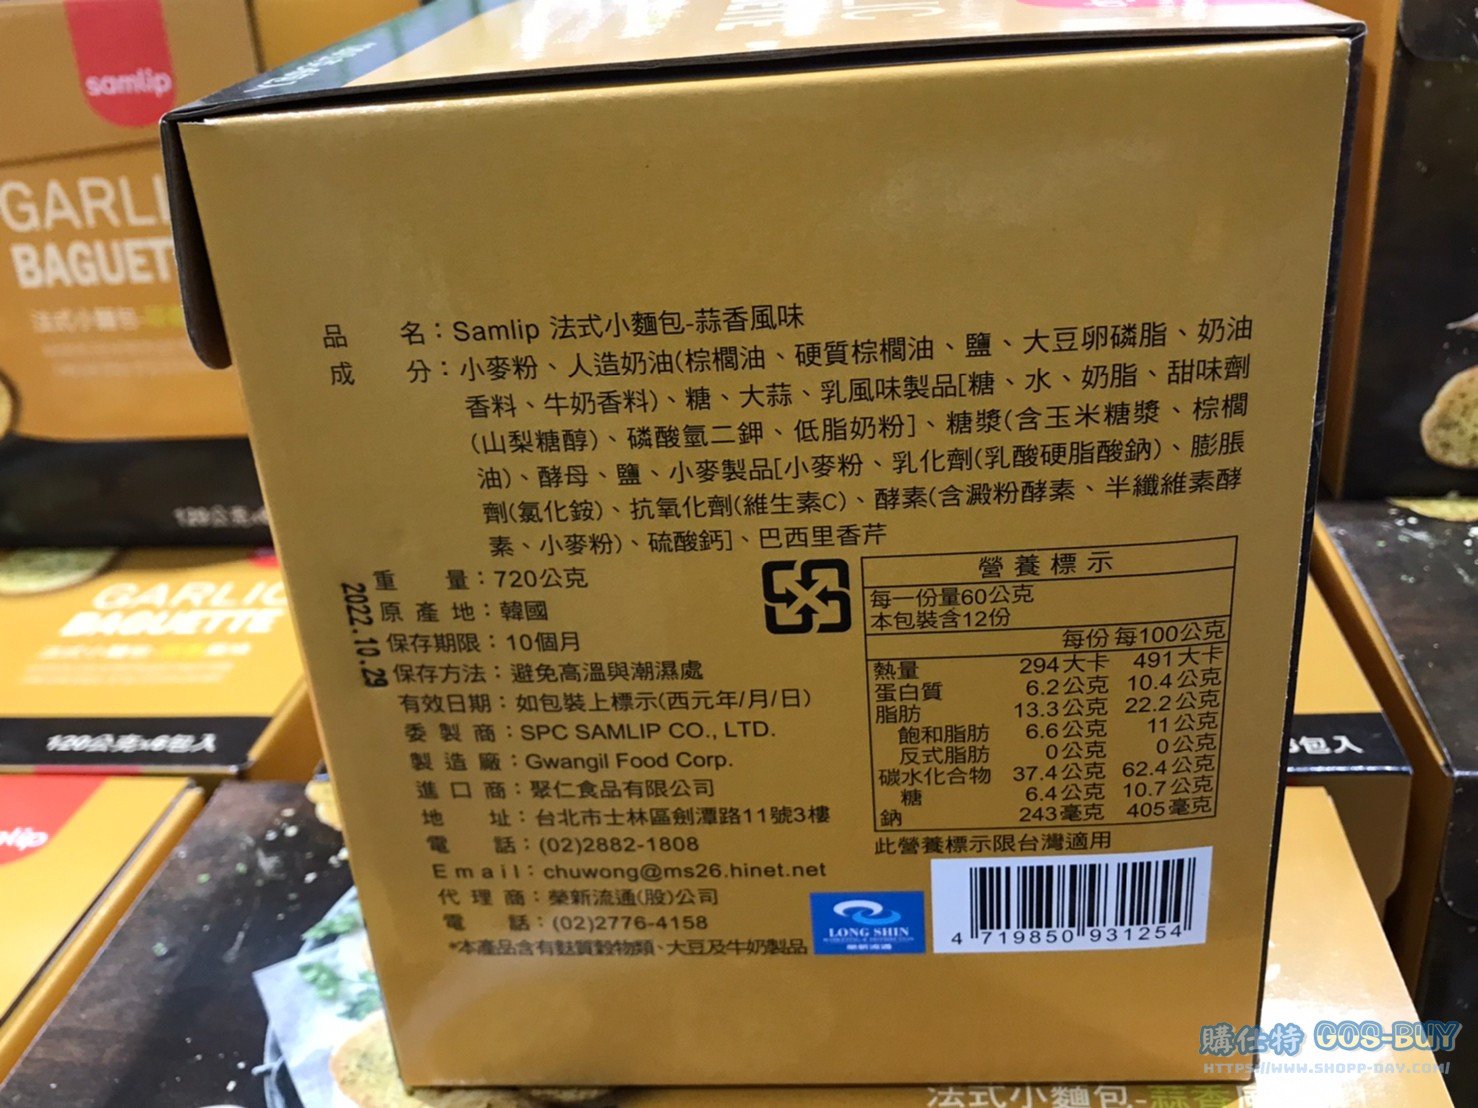 samlip
GARLI
BAGUET
法式小麵包-
GARLIC
BAGUETTE
120公克x6包入
品 名：Samlip 法式小麵包-蒜香風味
成 分：小麥粉、人造奶油(棕櫚油、硬質棕櫚油、鹽、大豆卵磷脂、奶油
香料、牛奶香料)、糖、大蒜、乳風味製品[糖、水、奶脂、甜味劑
(山梨糖醇)、磷酸氫二鉀、低脂奶粉]、糖漿(含玉米糖漿、棕櫚
油)、酵母、鹽、小麥製品[小麥粉、乳化劑(乳酸硬脂酸鈉)、膨脹
劑(氯化銨)、抗氧化劑(維生素C)、酵素(含澱粉酵素、半纖維素酵
素、小麥粉)、硫酸鈣]、巴西里香芹
重 量：720公克
原 產 地：韓國
保存期限：10個月
保存方法：避免高溫與潮濕處
有效日期：如包裝上標示(西元年/月/日)
委 製 商：SPC SAMLIP CO., LTD.
製 造 廠：Gwangil Food Corp.
進 口 商：聚仁食品有限公司
地 址：台北市士林區劍潭路11號3樓
電 話：(02)2882-1808
Email：chuwong@ms26.hinet.net
代 理 商：榮新流通(股)公司
電 話：(02)2776-4158
*本產品含有麩質穀物類、大豆及牛奶製品
2022.10.29
營養標示
每一份量60公克
本包裝含12份
每份 每100公克
熱量 294大卡 491大卡
蛋白質 6.2公克 10.4公克
脂肪 13.3公克 22.2公克
飽和脂肪 6.6公克 11公克
反式脂肪 0公克 0公克
碳水化合物 37.4公克 62.4公克
糖 6.4公克 10.7公克
鈉 243毫克 405毫克
此營養標示限台灣適用
LONG SHIN
榮新流通
4 719850 931254
包入
法式小麵包-蒜香
購仕特 GOS-BUY
HTTPS://WWW.SHOPP-DAY.COM/